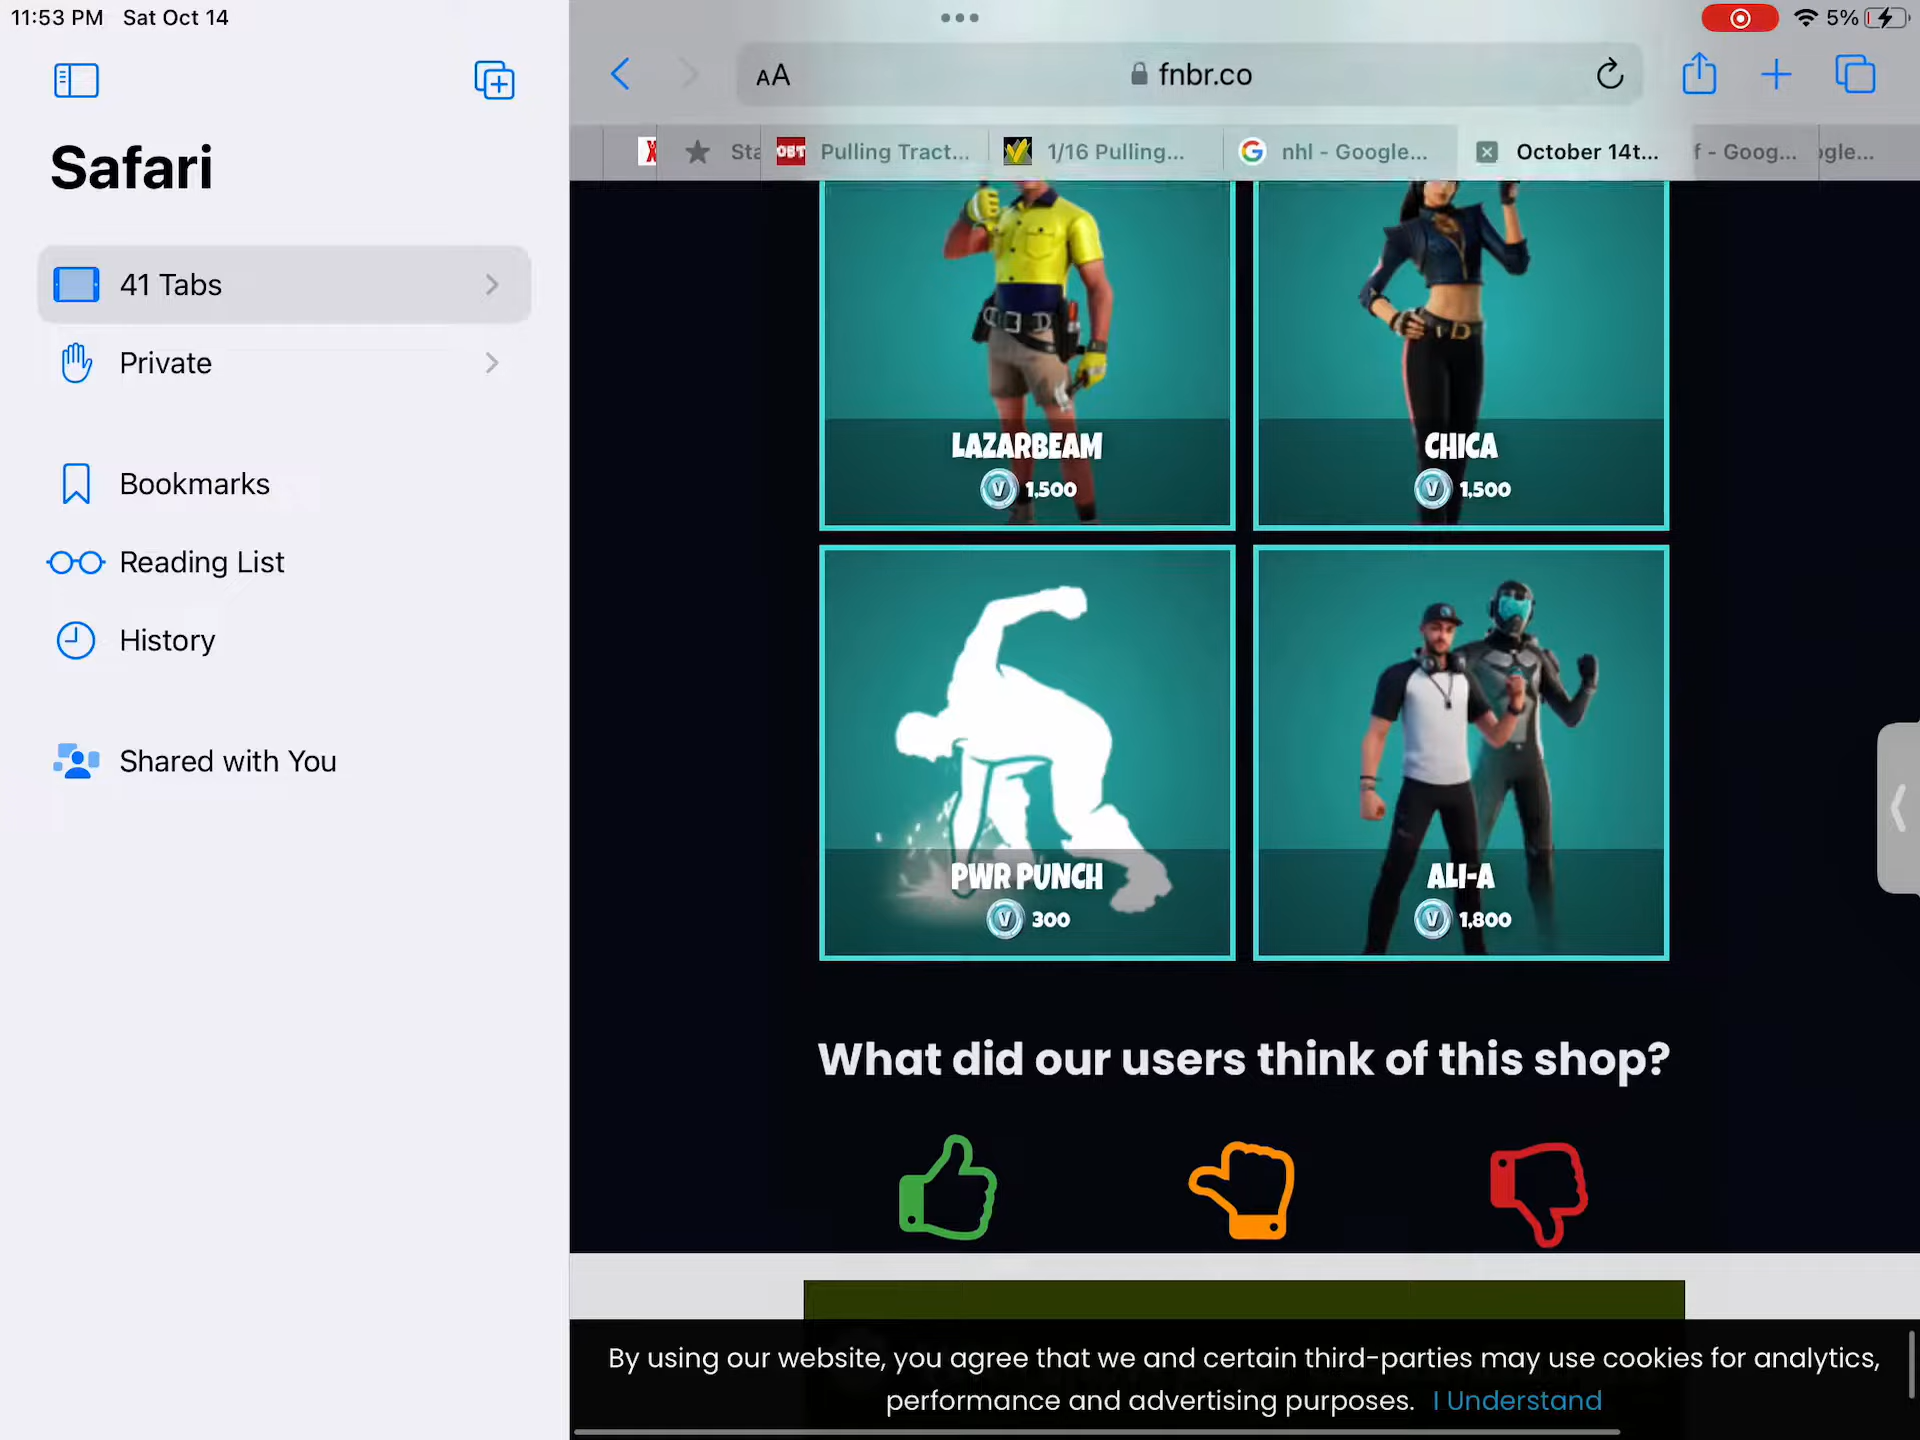 11:53 PM Sat Oct 14
5%
Safari
41 Tabs
Private
Bookmarks
Reading List
History
Shared with You
AA
fnbr.co
Sta
OBT
Pulling Tract...
1/16 Pulling...
nhl - Google...
October 14t...
f - Goog...
ogle...
LAZARBEAM
1,500
CHICA
1,500
PWR PUNCH
300
ALI-A
1,800
What did our users think of this shop?
By using our website, you agree that we and certain third-parties may use cookies for analytics,
performance and advertising purposes. I Understand